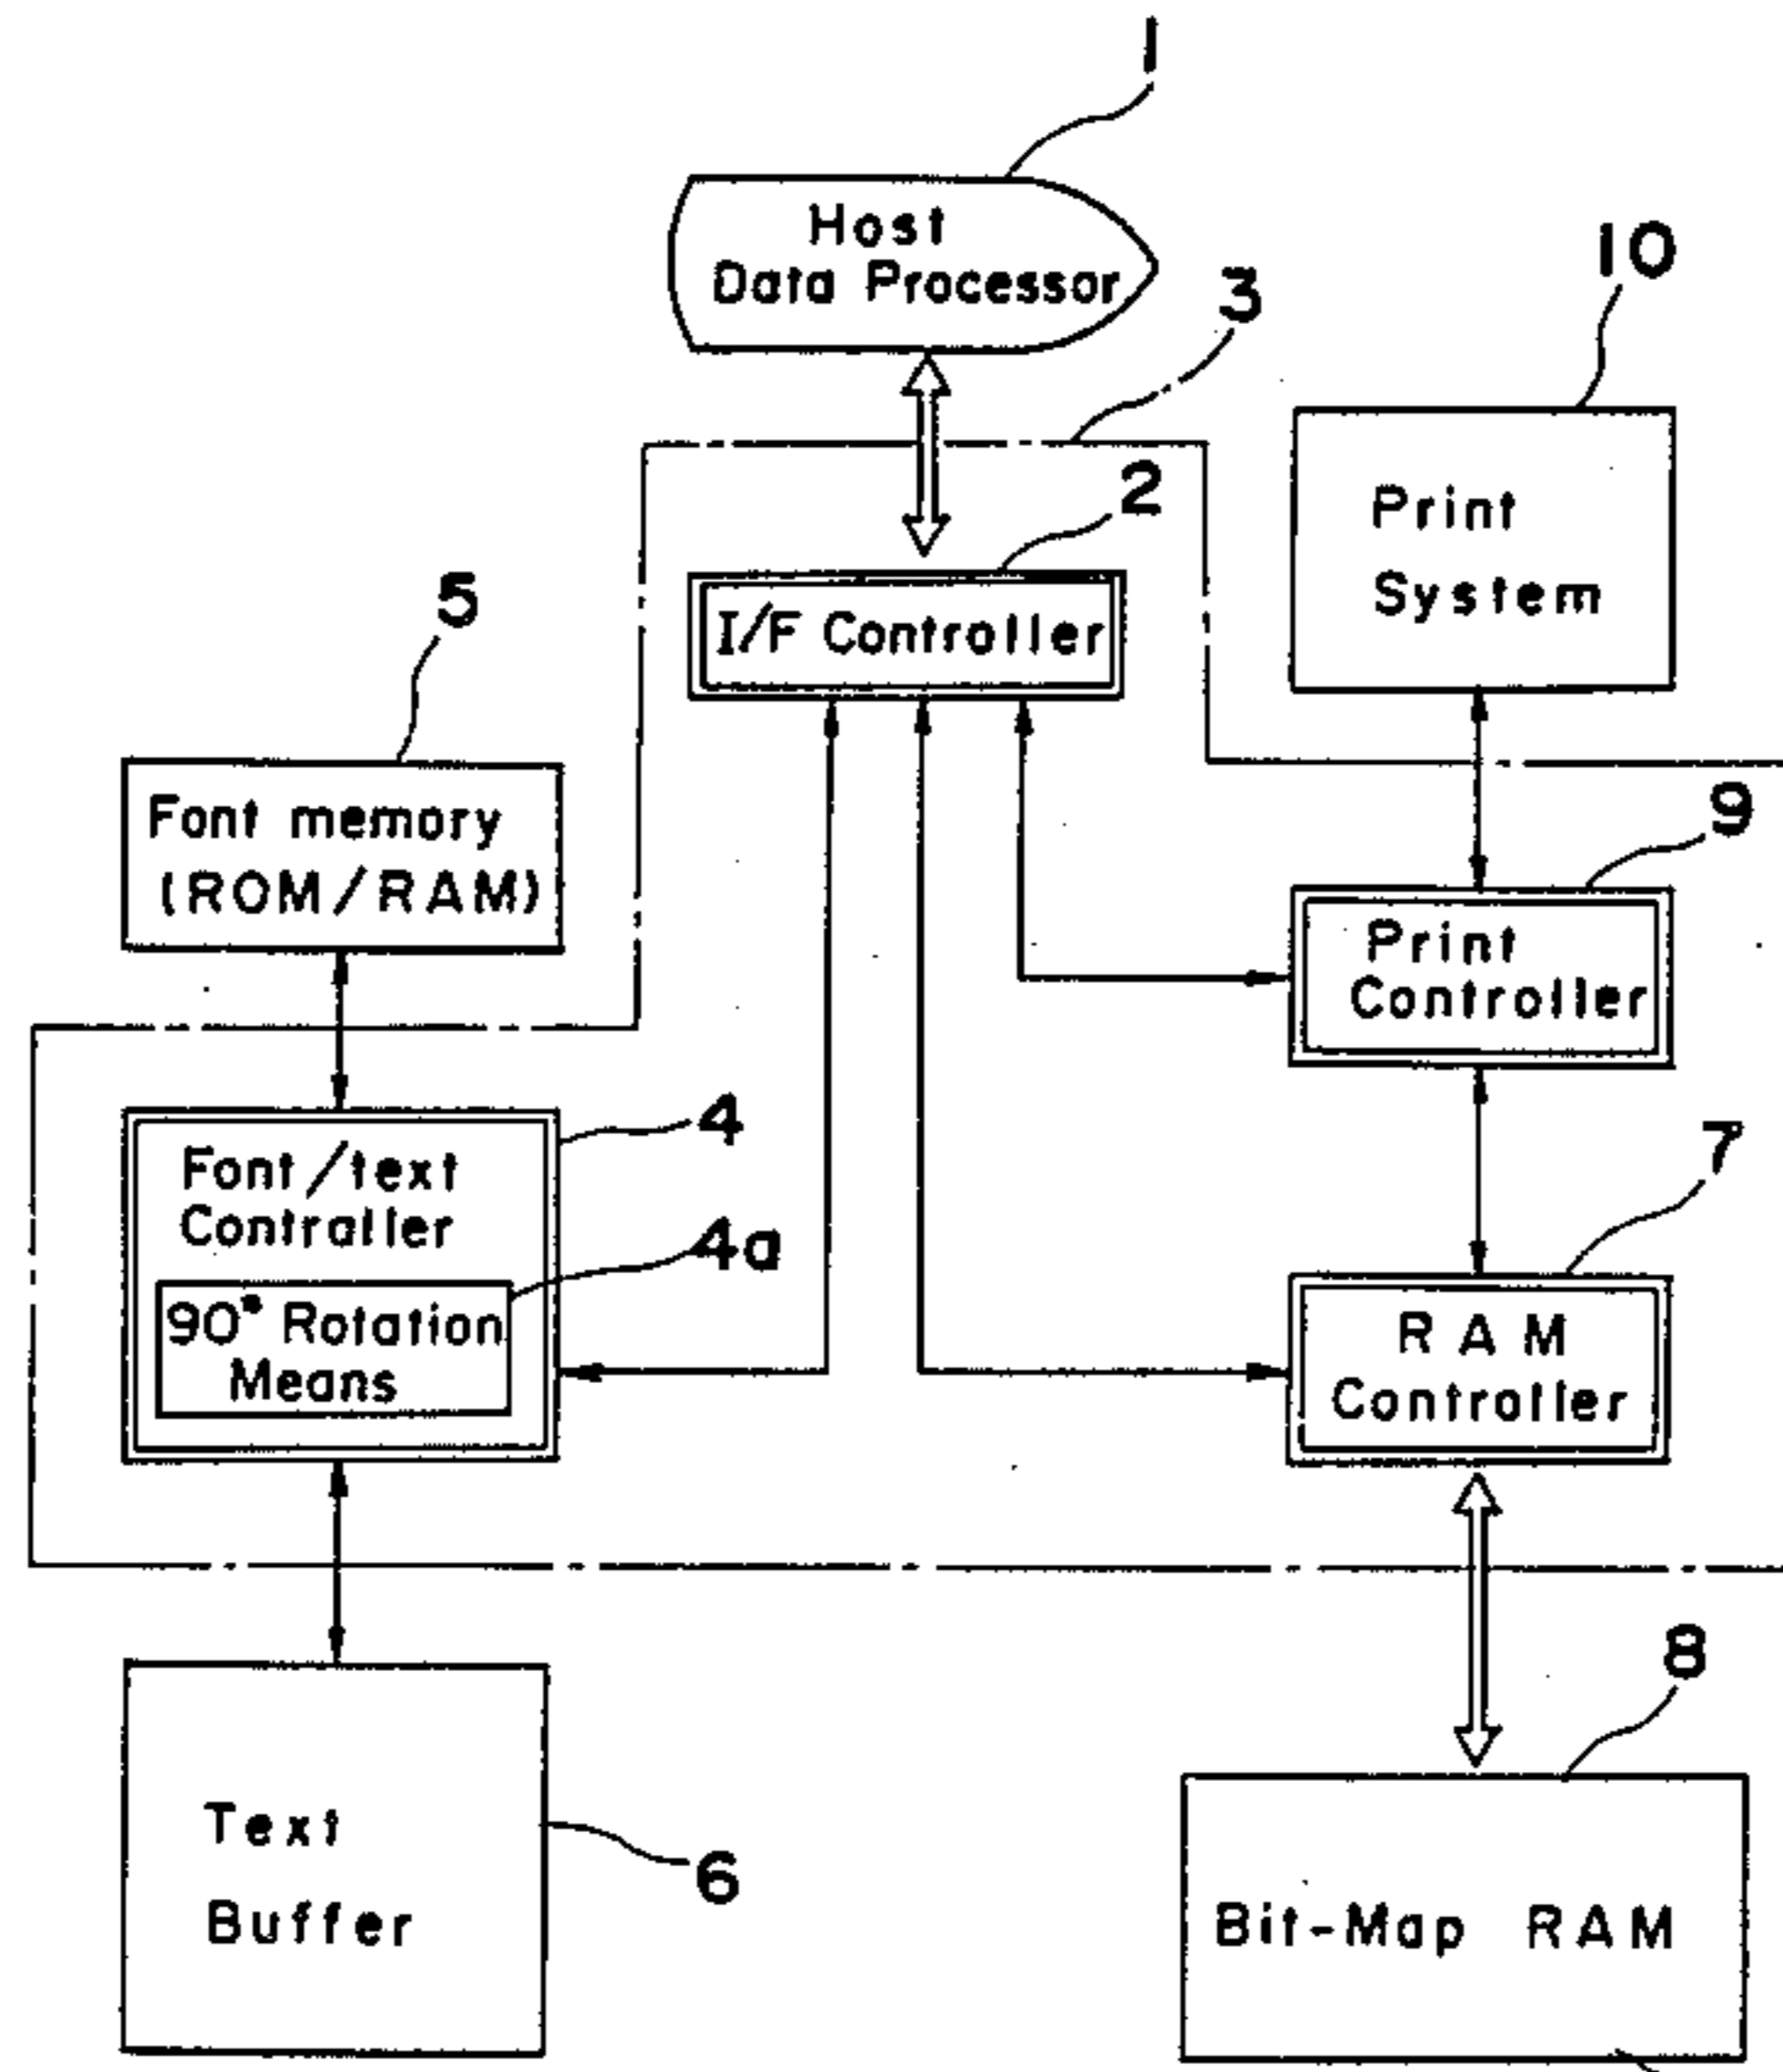 1
Host
Data Processor
3
10
Print
System
2
I/F Controller
5
Font memory
(ROM/RAM)
9
Print
Controller
4
Font/text
Controller
4a
90° Rotation
Means
7
RAM
Controller
8
Text
Buffer
6
Bit-Map RAM